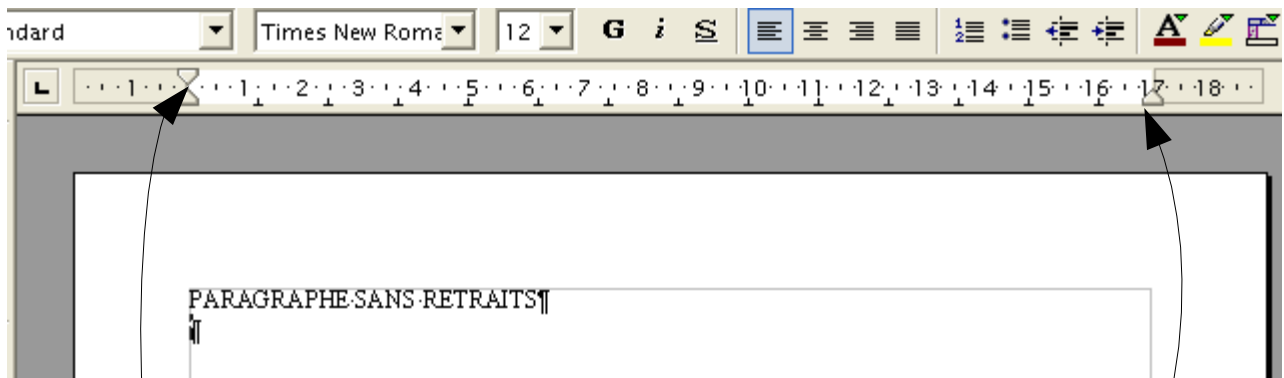 ndard Times New Roma 12 G i S A
1 1 2 3 4 5 6 7 8 9 10 11 12 13 14 15 16 17 18
PARAGRAPHE·SANS·RETRAITS¶
¶